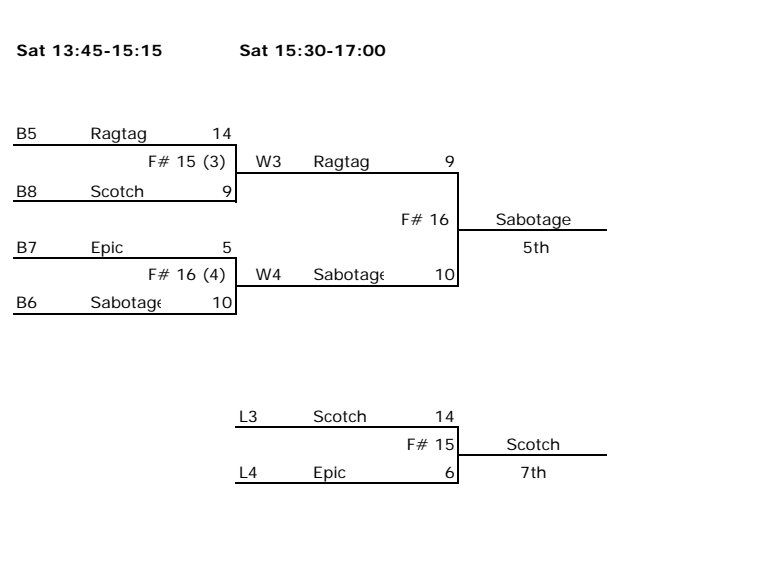 Sat 13:45-15:15 Sat 15:30-17:00
B5 Ragtag 14
F# 15 (3) W3 Ragtag 9
B8 Scotch 9
F# 16 Sabotage
B7 Epic 5 5th
F# 16 (4) W4 Sabotage 10
B6 Sabotage 10
L3 Scotch 14
F# 15 Scotch
L4 Epic 6 7th